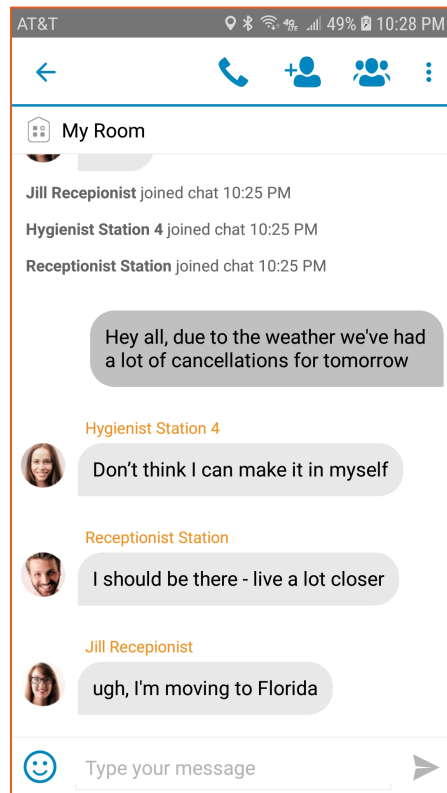 AT&T 4G LTE 49% 10:28 PM
My Room
Jill Recepionist joined chat 10:25 PM
Hygienist Station 4 joined chat 10:25 PM
Receptionist Station joined chat 10:25 PM
Hey all, due to the weather we've had
a lot of cancellations for tomorrow
Hygienist Station 4
Don’t think I can make it in myself
Receptionist Station
I should be there - live a lot closer
Jill Recepionist
ugh, I'm moving to Florida
Type your message